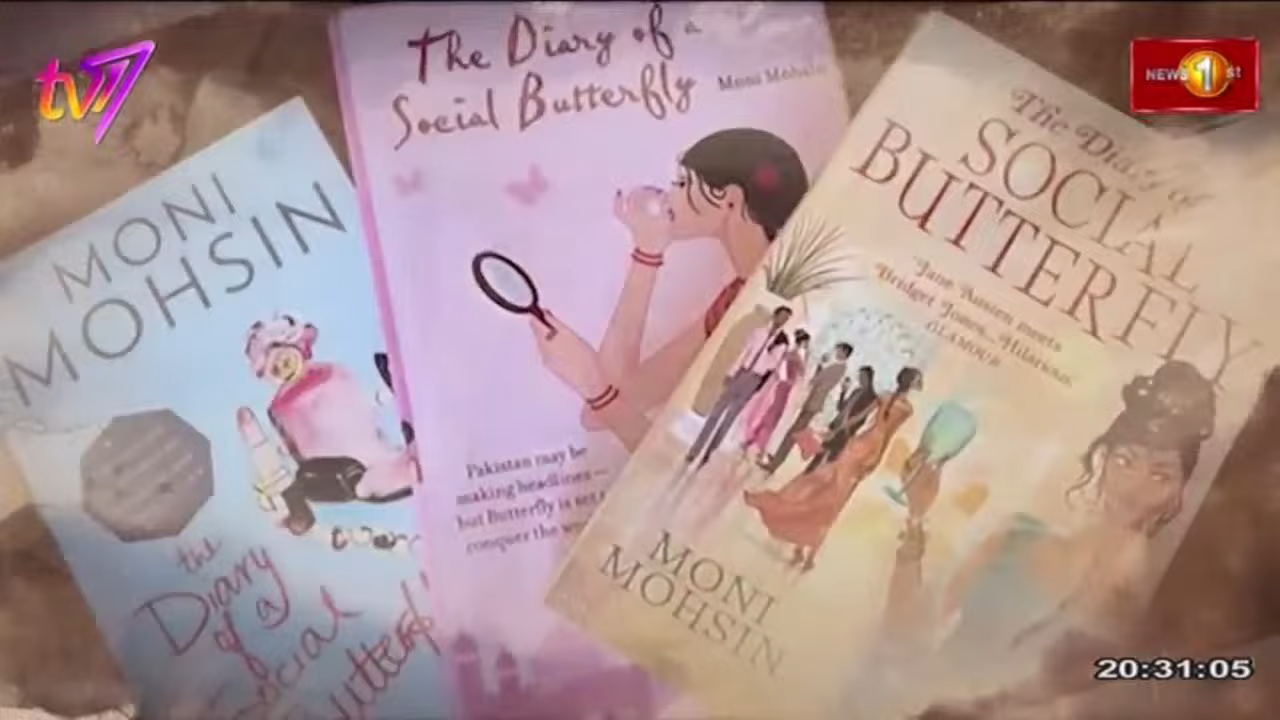 tv1
NEWS 1st
MONI
MOHSIN
the
Diary
of a
Social
Butterfly
The Diary of a
Social Butterfly
Moni Mohsin
Pakistan may be
making headlines—
but Butterfly is set
conquer the
The Diary of
SOCIAL
BUTTERFLY
"Jane Austen meets
Bridget Jones... Hilarious"
GLAMOUR
MONI
MOHSIN
20:31:05